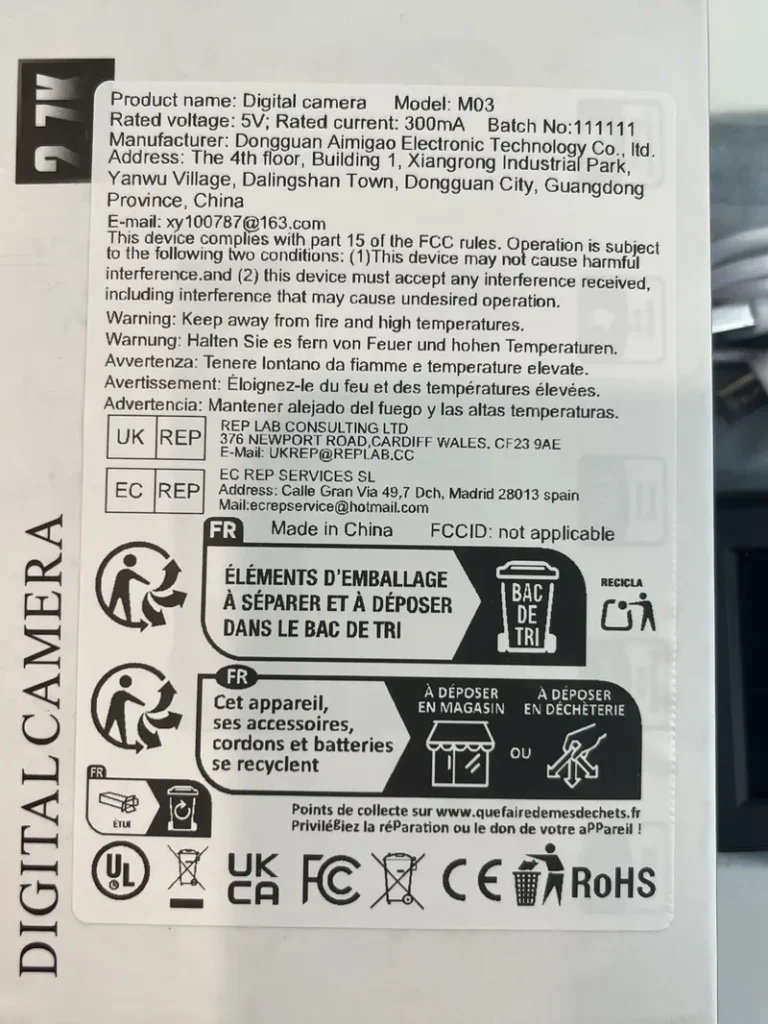 2.7K
Product name: Digital camera Model: M03
Rated voltage: 5V; Rated current: 300mA Batch No:111111
Manufacturer: Dongguan Aimigao Electronic Technology Co., ltd.
Address: The 4th floor, Building 1, Xiangrong Industrial Park,
Yanwu Village, Dalingshan Town, Dongguan City, Guangdong
Province, China
E-mail: xy100787@163.com
This device complies with part 15 of the FCC rules. Operation is subject
to the following two conditions: (1)This device may not cause harmful
interference.and (2) this device must accept any interference received,
including interference that may cause undesired operation.
Warning: Keep away from fire and high temperatures.
Warnung: Halten Sie es fern von Feuer und hohen Temperaturen.
Avvertenza: Tenere lontano da fiamme e temperature elevate.
Avertissement: Éloignez-le du feu et des températures élevées.
Advertencia: Mantener alejado del fuego y las altas temperaturas.
UK REP
REP LAB CONSULTING LTD
376 NEWPORT ROAD,CARDIFF WALES. CF23 9AE
E-Mail: UKREP@REPLAB.CC
EC REP
EC REP SERVICES SL
Address: Calle Gran Via 49,7 Dch, Madrid 28013 spain
Mail:ecrepservice@hotmail.com
FR Made in China FCCID: not applicable
ÉLÉMENTS D'EMBALLAGE
À SÉPARER ET À DÉPOSER
DANS LE BAC DE TRI
BAC
DE
TRI
RECICLA
FR
Cet appareil,
ses accessoires,
cordons et batteries
se recyclent
À DÉPOSER
EN MAGASIN
OU
À DÉPOSER
EN DÉCHÈTERIE
FR
ÉTUI
Points de collecte sur www.quefairedemesdechets.fr
Privilégiez la réParation ou le don de votre aPPareil !
UL
UK
CA
FC
CE
RoHS
DIGITAL CAMERA